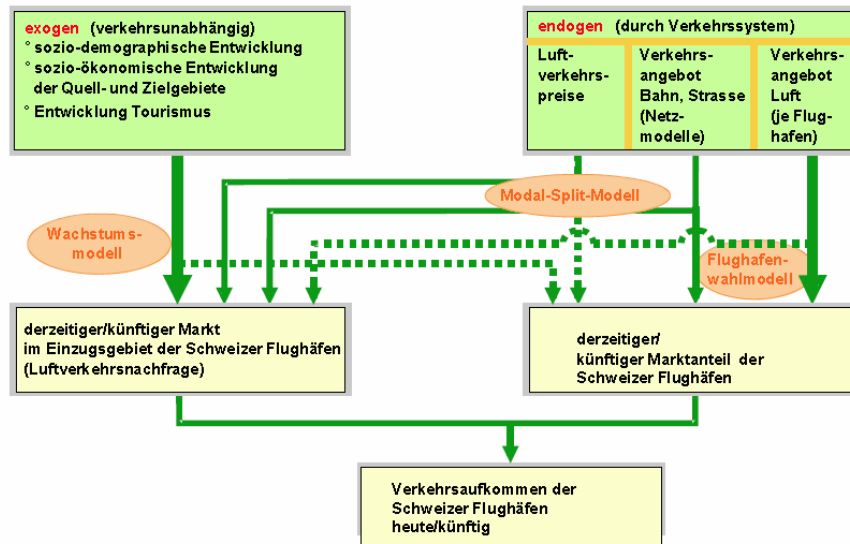 exogen (verkehrsunabhängig)
° sozio-demographische Entwicklung
° sozio-ökonomische Entwicklung
der Quell- und Zielgebiete
° Entwicklung Tourismus
endogen (durch Verkehrssystem)
Luft-
verkehrs-
preise
Verkehrs-
angebot
Bahn, Strasse
(Netz-
modelle)
Verkehrs-
angebot
Luft
(je Flug-
hafen)
Modal-Split-Modell
Wachstums-
modell
Flughafen-
wahlmodell
derzeitiger/künftiger Markt
im Einzugsgebiet der Schweizer Flughäfen
(Luftverkehrsnachfrage)
derzeitiger/
künftiger Marktanteil der
Schweizer Flughäfen
Verkehrsaufkommen der
Schweizer Flughäfen
heute/künftig